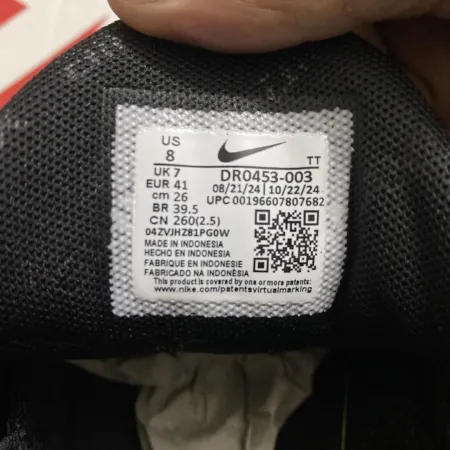 US
8
TT
UK 7
EUR 41
cm 26
BR 39.5
CN 260(2.5)
DR0453-003
08/21/24 | 10/22/24
UPC 00196607807682
04ZVJHZ81PG0W
MADE IN INDONESIA
HECHO EN INDONESIA
FABRIQUE EN INDONESIE
FABRICADO NA INDONÉSIA
This product is covered by one or more patents:
www.nike.com/patentsvirtualmarking